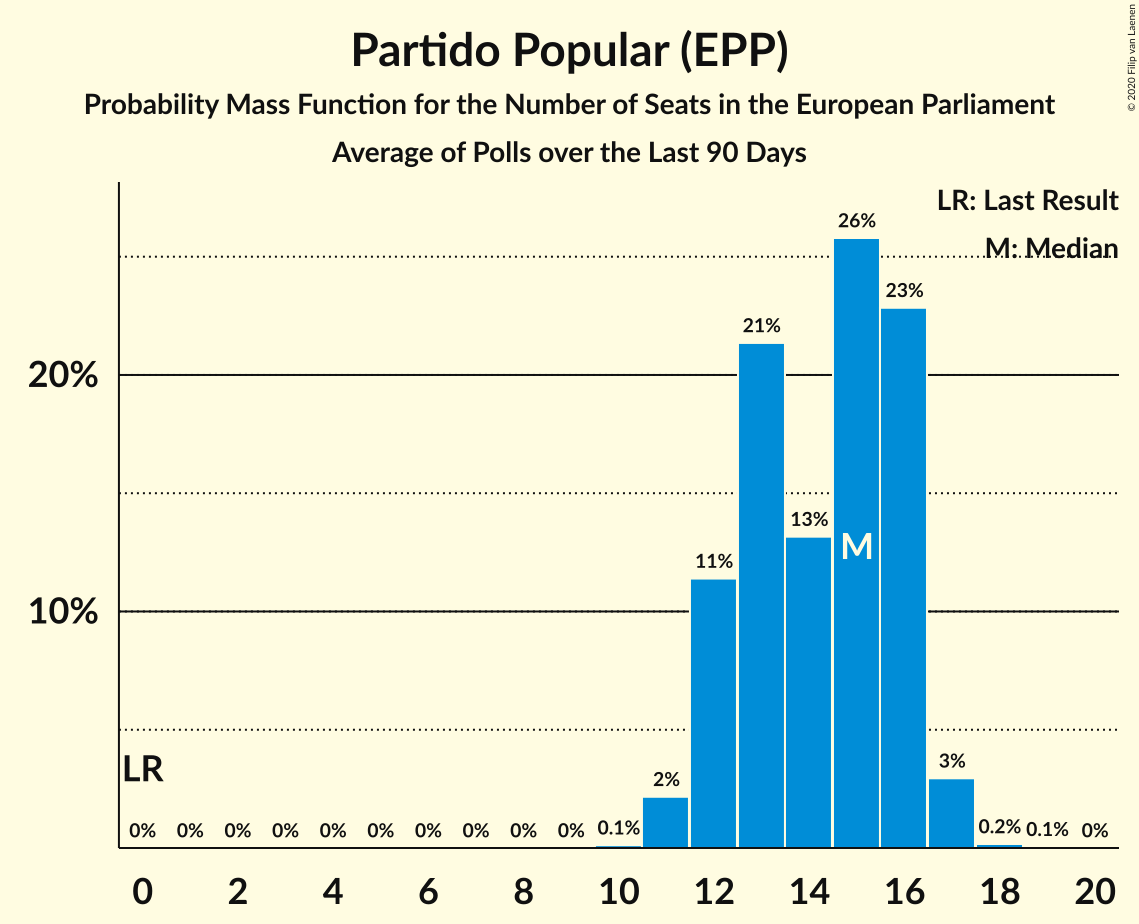 Partido Popular (EPP)
Probability Mass Function for the Number of Seats in the European Parliament
Average of Polls over the Last 90 Days
© 2020 Filip van Laenen
LR: Last Result
M: Median
26%
23%
21%
20%
13%
M
11%
10%
LR
3%
2%
0% 0% 0% 0% 0% 0% 0% 0% 0% 0% 0.1% 0.2% 0.1% 0%
0 2 4 6 8 10 12 14 16 18 20